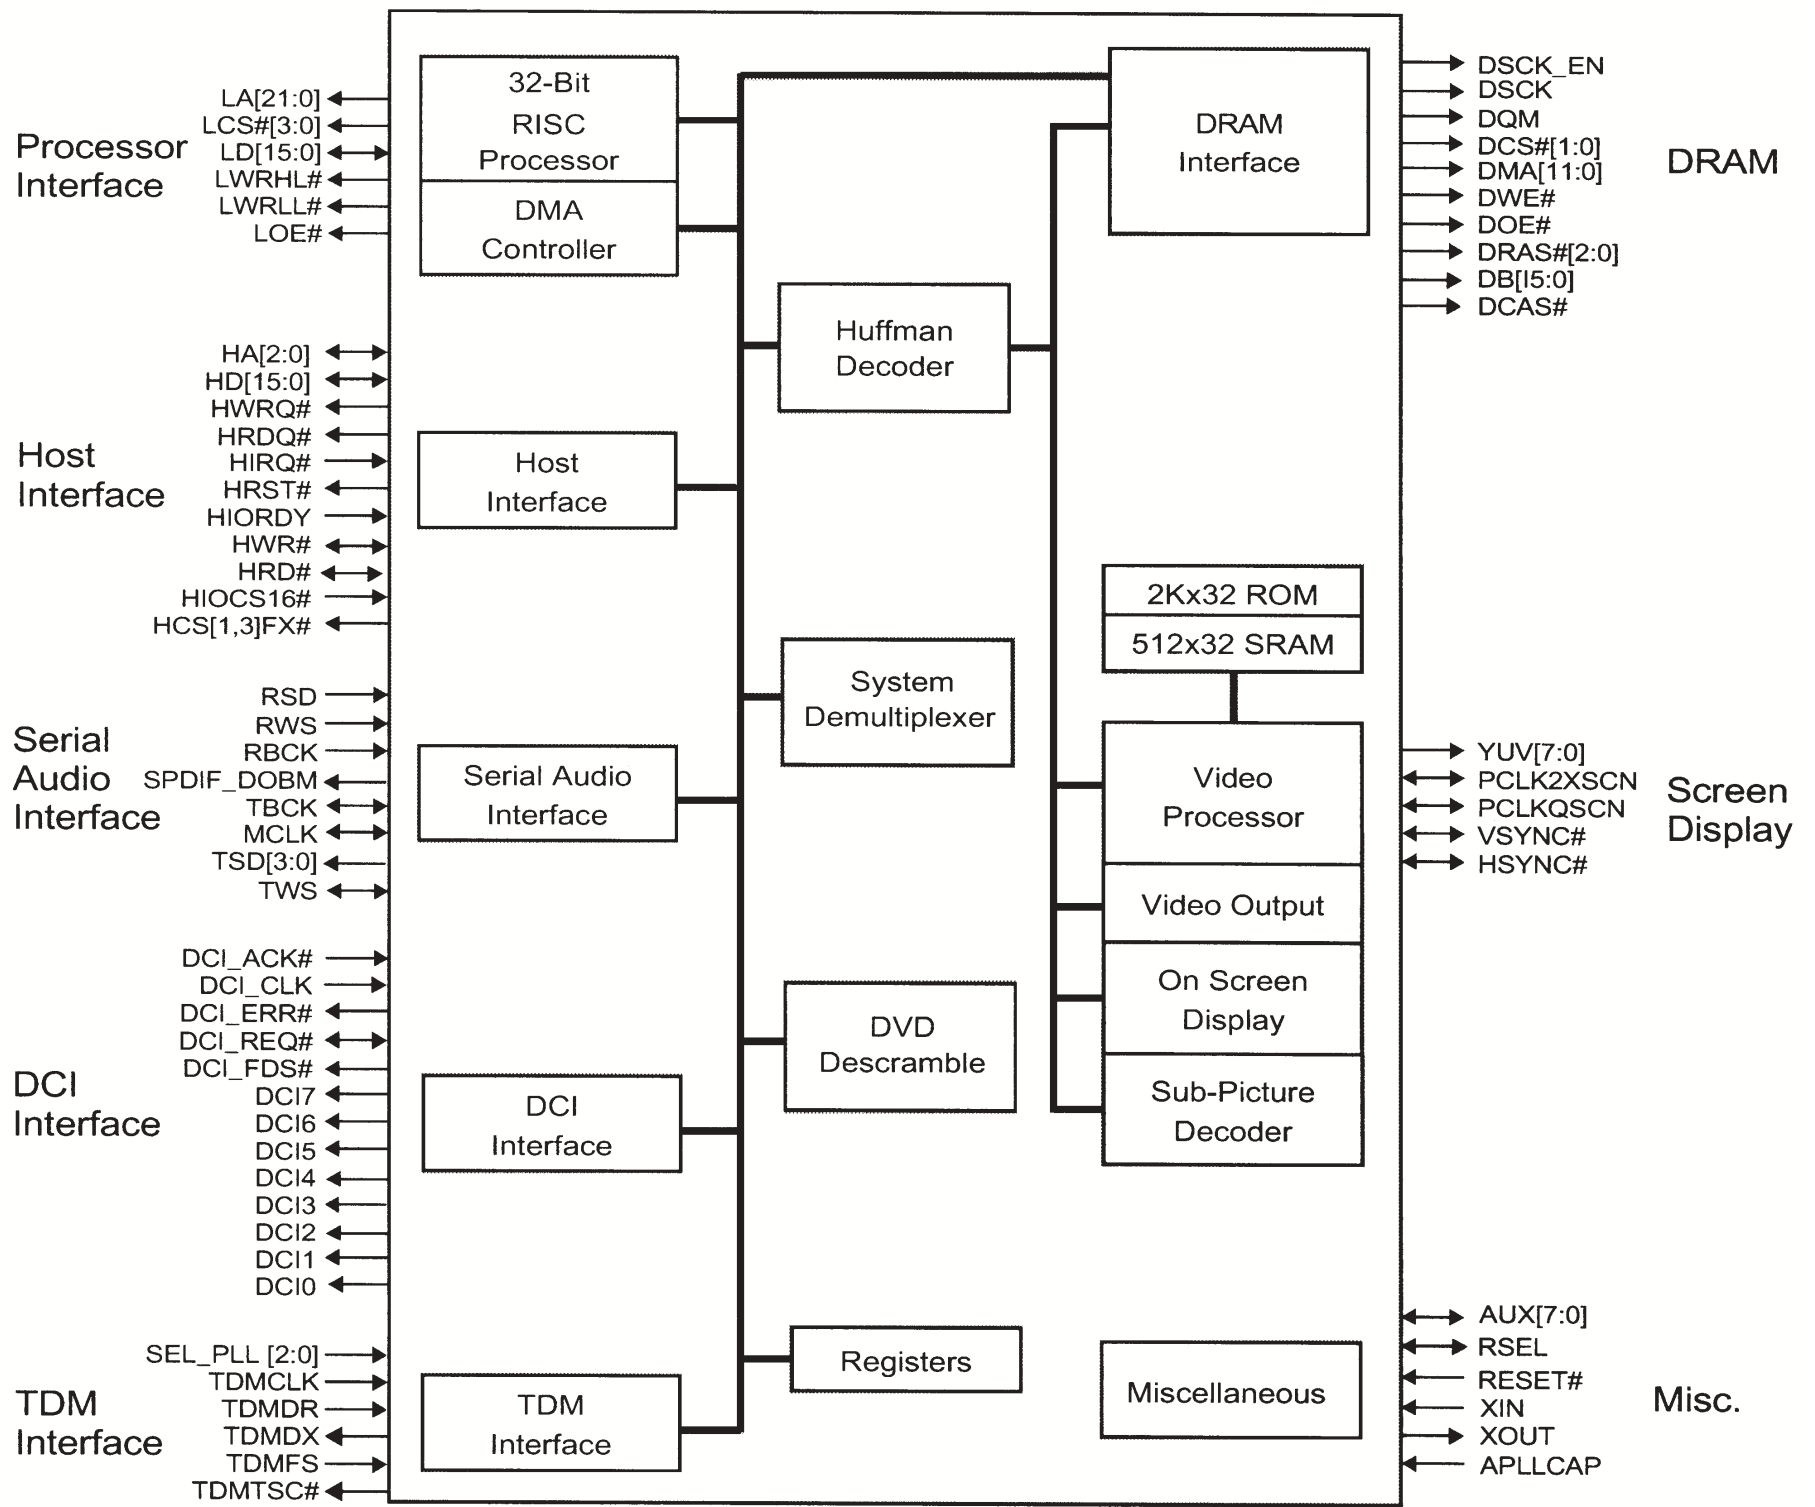 Processor
Interface
LA[21:0]
LCS#[3:0]
LD[15:0]
LWRHL#
LWRLL#
LOE#
Host
Interface
HA[2:0]
HD[15:0]
HWRQ#
HRDQ#
HIRQ#
HRST#
HIORDY
HWR#
HRD#
HIOCS16#
HCS[1,3]FX#
Serial
Audio
Interface
RSD
RWS
RBCK
SPDIF_DOBM
TBCK
MCLK
TSD[3:0]
TWS
DCI
Interface
DCI_ACK#
DCI_CLK
DCI_ERR#
DCI_REQ#
DCI_FDS#
DCI7
DCI6
DCI5
DCI4
DCI3
DCI2
DCI1
DCI0
TDM
Interface
SEL_PLL [2:0]
TDMCLK
TDMDR
TDMDX
TDMFS
TDMTSC#
32-Bit
RISC
Processor
DMA
Controller
Host
Interface
Serial Audio
Interface
DCI
Interface
TDM
Interface
Huffman
Decoder
System
Demultiplexer
DVD
Descramble
Registers
DRAM
Interface
2Kx32 ROM
512x32 SRAM
Video
Processor
Video Output
On Screen
Display
Sub-Picture
Decoder
Miscellaneous
DSCK_EN
DSCK
DQM
DCS#[1:0]
DMA[11:0]
DWE#
DOE#
DRAS#[2:0]
DB[I5:0]
DCAS#
DRAM
YUV[7:0]
PCLK2XSCN
PCLKQSCN
VSYNC#
HSYNC#
Screen
Display
AUX[7:0]
RSEL
RESET#
XIN
XOUT
APLLCAP
Misc.